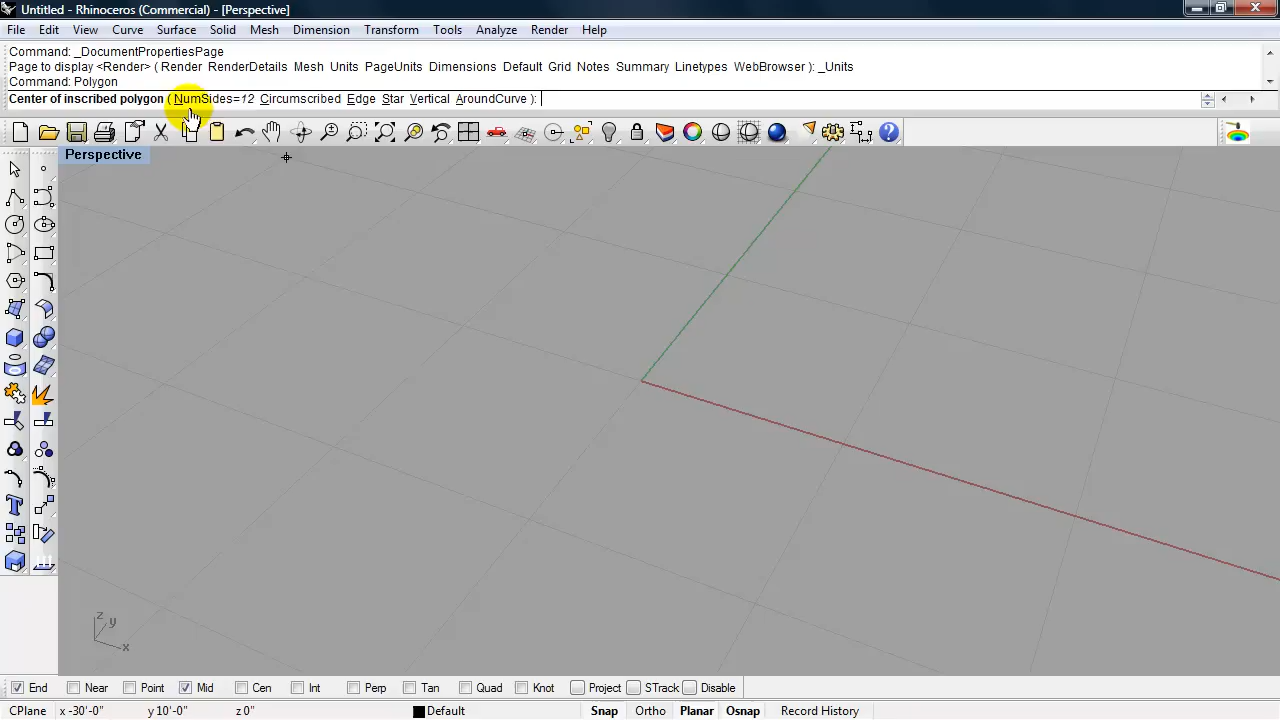 Untitled - Rhinoceros (Commercial) - [Perspective]
File Edit View Curve Surface Solid Mesh Dimension Transform Tools Analyze Render Help
Command: _DocumentPropertiesPage
Page to display <Render> ( Render RenderDetails Mesh Units PageUnits Dimensions Default Grid Notes Summary Linetypes WebBrowser ): _Units
Command: Polygon
Center of inscribed polygon ( NumSides=12 Circumscribed Edge Star Vertical AroundCurve ):
Perspective
z
y
x
End Near Point Mid Cen Int Perp Tan Quad Knot Project STrack Disable
CPlane x -30'-0" y 10'-0" z 0" Default Snap Ortho Planar Osnap Record History